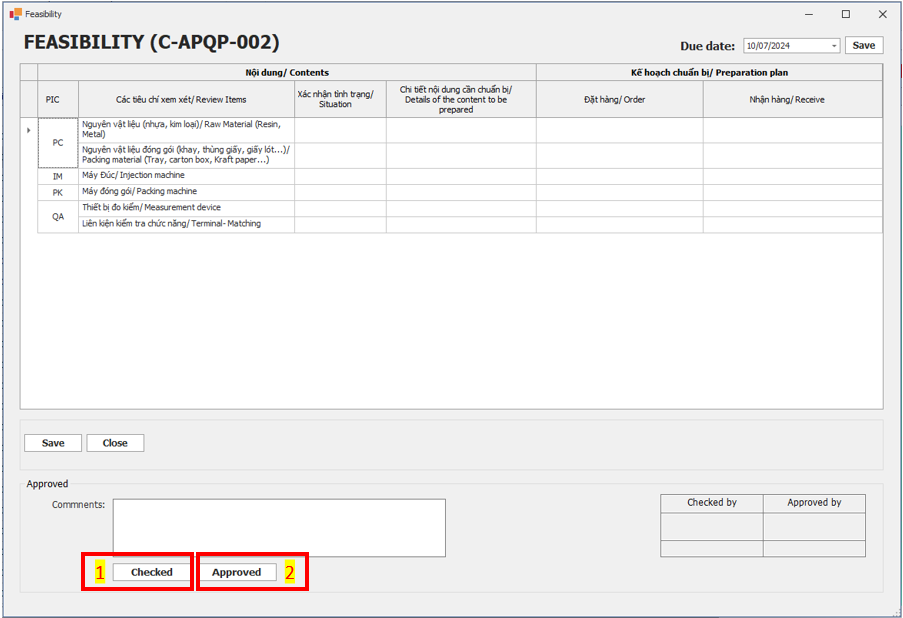 Feasibility
FEASIBILITY (C-APQP-002)
Due date: 10/07/2024 Save
Nội dung/ Contents
Kế hoạch chuẩn bị/ Preparation plan
PIC
Các tiêu chí xem xét/ Review Items
Xác nhận tình trạng/
Situation
Chi tiết nội dung cần chuẩn bị/
Details of the content to be
prepared
Đặt hàng/ Order
Nhận hàng/ Receive
PC
Nguyên vật liệu (nhựa, kim loại)/ Raw Material (Resin,
Metal)
Nguyên vật liệu đóng gói (khay, thùng giấy, giấy lót...)/
Packing material (Tray, carton box, Kraft paper...)
IM
Máy Đúc/ Injection machine
PK
Máy đóng gói/ Packing machine
QA
Thiết bị đo kiểm/ Measurement device
Liên kiện kiểm tra chức năng/ Terminal- Matching
Save
Close
Approved
Commnents:
Checked by
Approved by
1 Checked
Approved 2